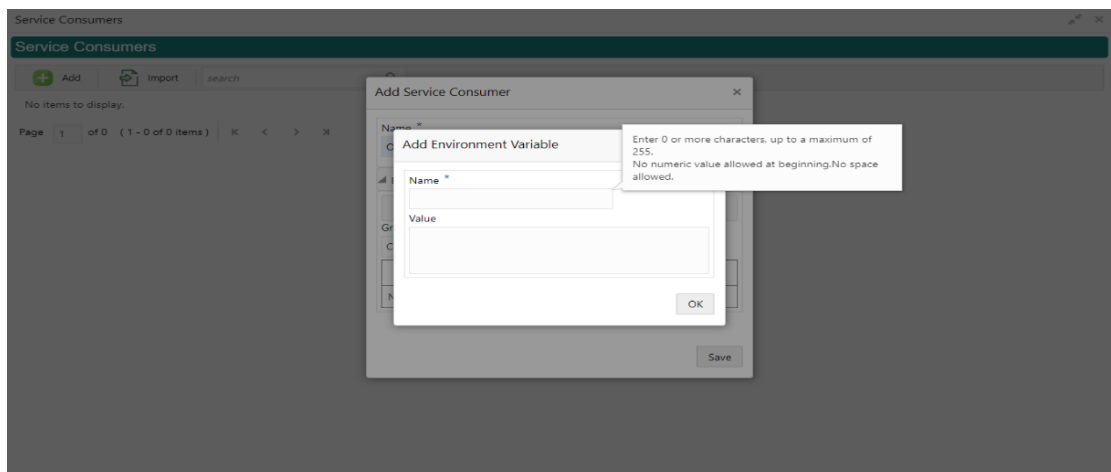 Service Consumers
Service Consumers
Add Import search
No items to display.
Page 1 of 0 (1 - 0 of 0 items)
Add Service Consumer
Name *
Add Environment Variable
Enter 0 or more characters, up to a maximum of
255.
No numeric value allowed at beginning.No space
allowed.
Name *
Value
Gr
OK
Save